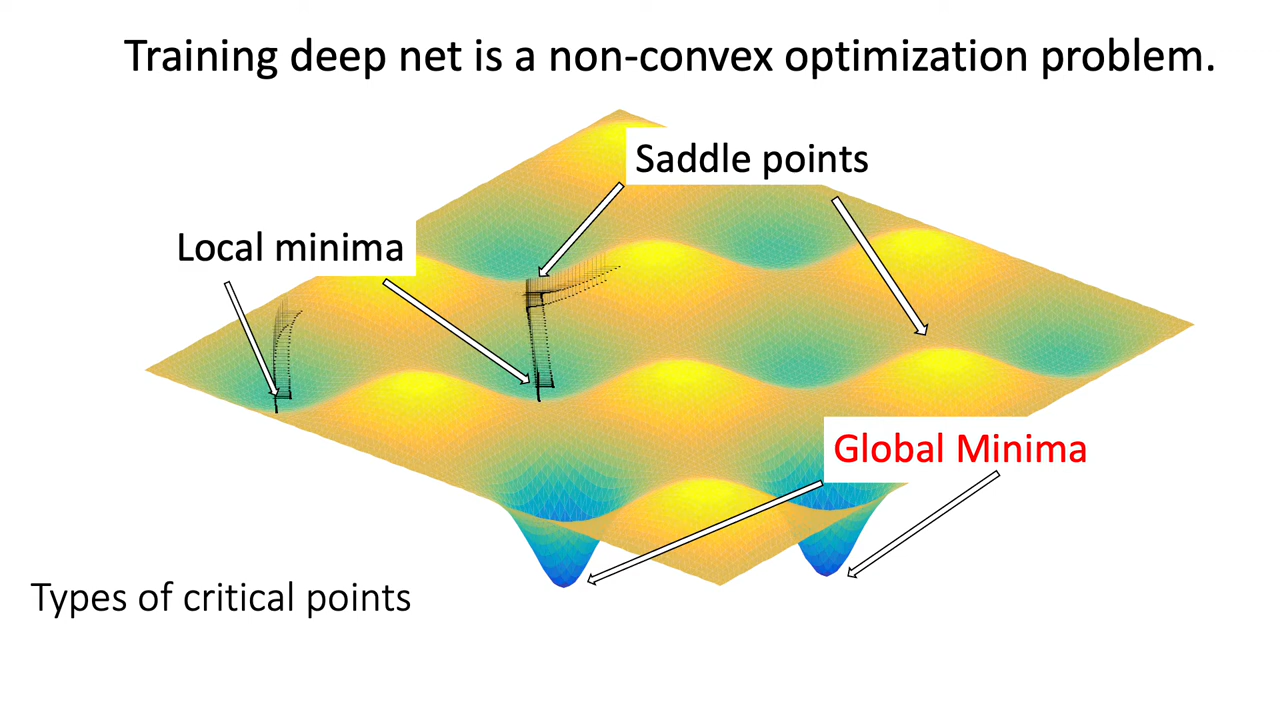 Training deep net is a non-convex optimization problem.
Saddle points
Local minima
Global Minima
Types of critical points